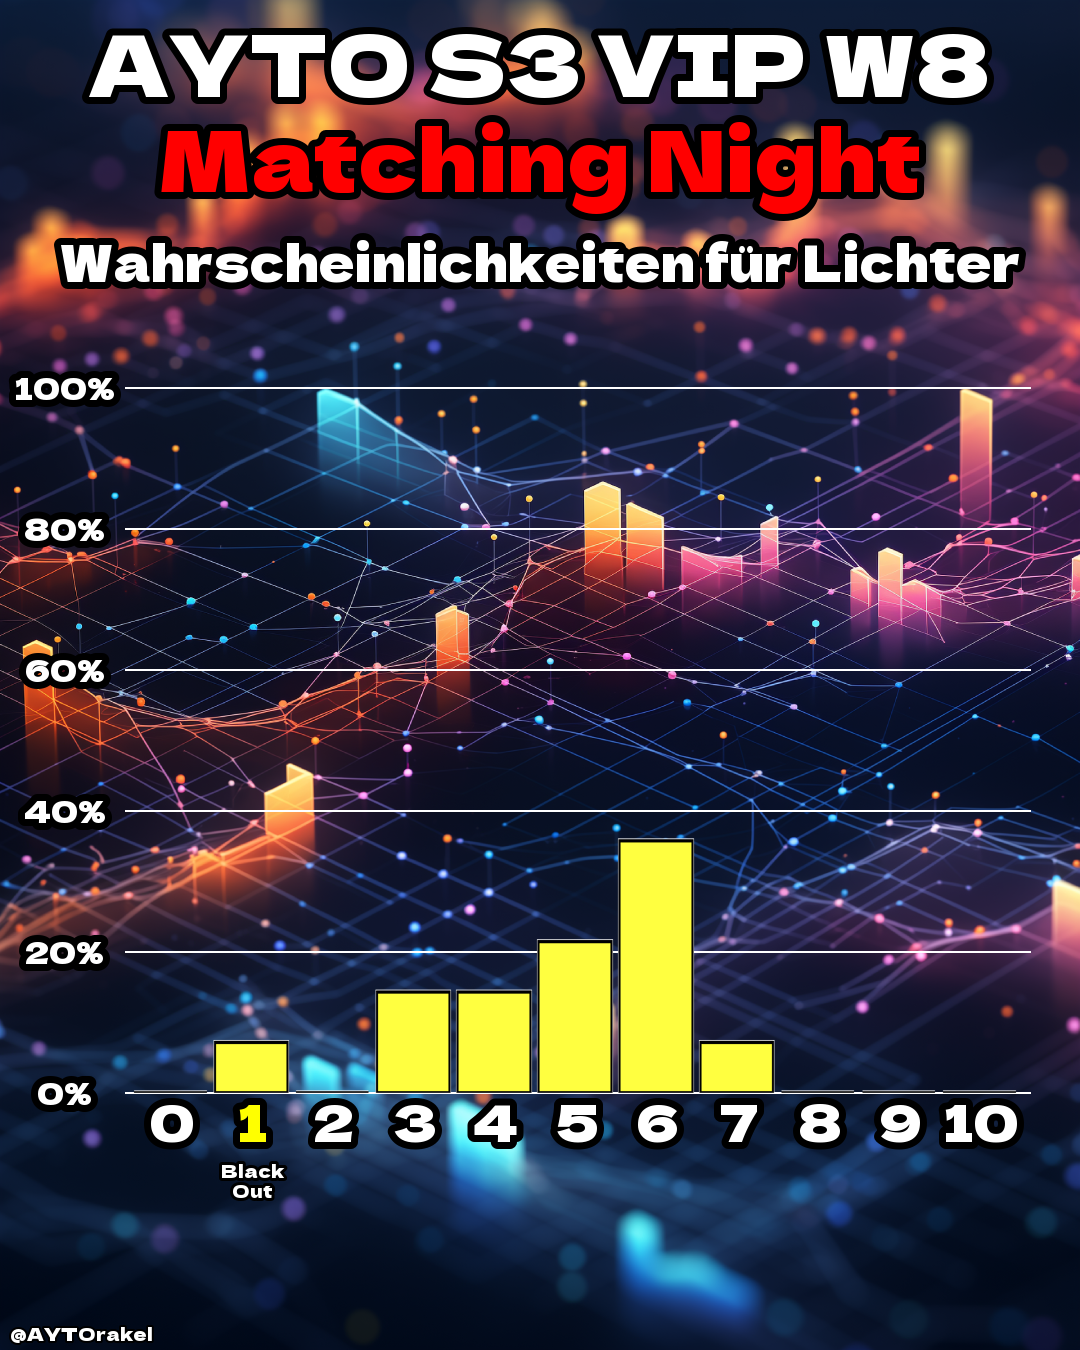 AYTO S3 VIP W8
Matching Night
Wahrscheinlichkeiten für Lichter
100%
80%
60%
40%
20%
0%
0 1 2 3 4 5 6 7 8 9 10
Black
Out
@AYTOrakel